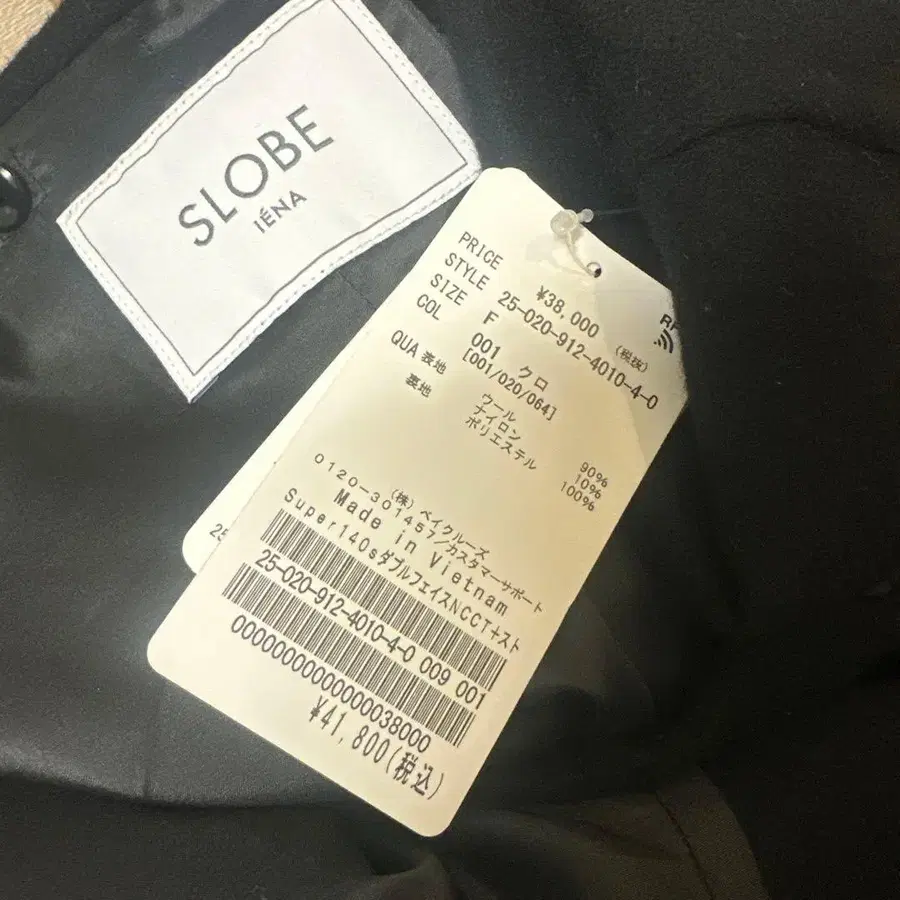 SLOBE
IÉNA
PRICE ¥38,000 (税抜)
STYLE 25-020-912-4010-4-0
SIZE F
COL 001 クロ
[001/020/064]
QUA 表地 ウール 90%
ナイロン 10%
裏地 ポリエステル 100%
(株) ベイクルーズ
0120-301457/カスタマーサポート
Made in Vietnam
Super140sダブルフェイスNCCT+スト
25-020-912-4010-4-0 009 001
0000000000000038000
¥41,800(税込)
25